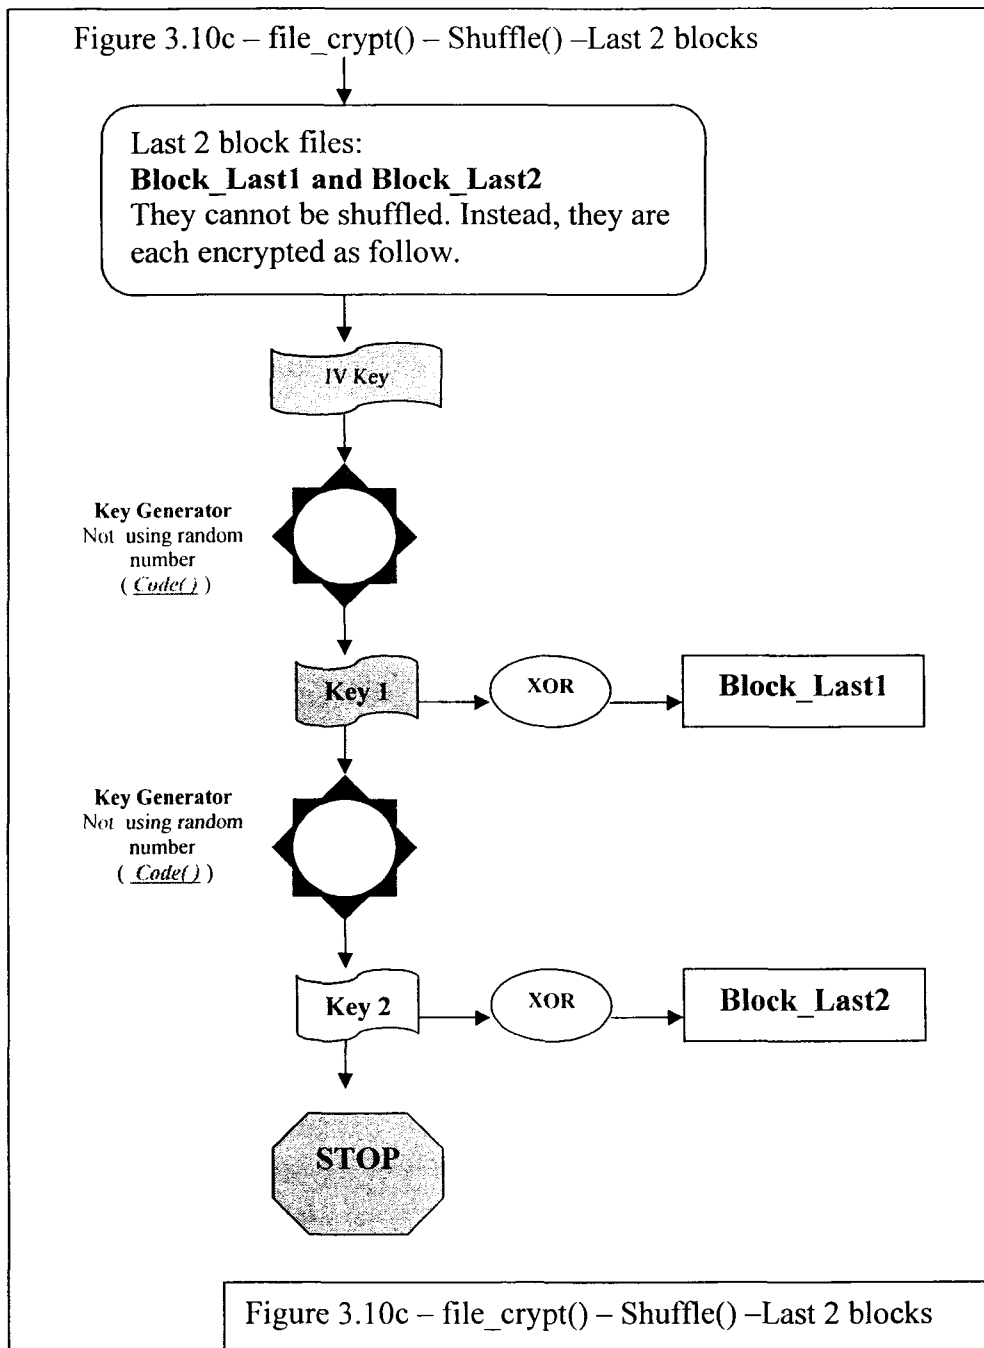 Figure 3.10c – file_crypt() – Shuffle() –Last 2 blocks
Last 2 block files:
Block_Last1 and Block_Last2
They cannot be shuffled. Instead, they are
each encrypted as follow.
IV Key
Key Generator
Not using random
number
( Code() )
Key 1
XOR
Block_Last1
Key Generator
Not using random
number
( Code() )
Key 2
XOR
Block_Last2
STOP
Figure 3.10c – file_crypt() – Shuffle() –Last 2 blocks